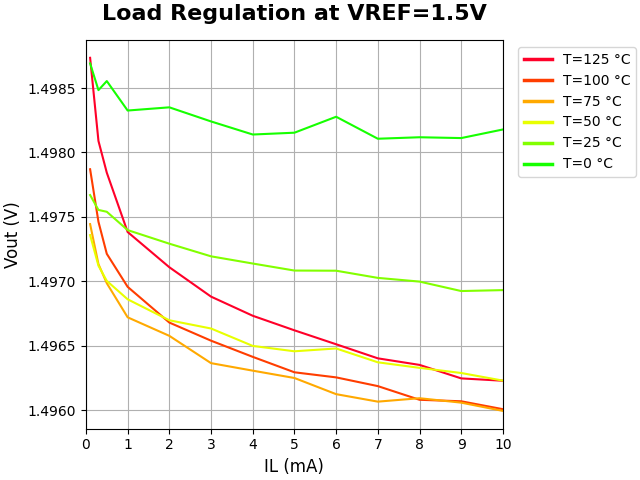 Load Regulation at VREF=1.5V
Vout (V)
1.4985
1.4980
1.4975
1.4970
1.4965
1.4960
0 1 2 3 4 5 6 7 8 9 10
IL (mA)
T=125 °C
T=100 °C
T=75 °C
T=50 °C
T=25 °C
T=0 °C